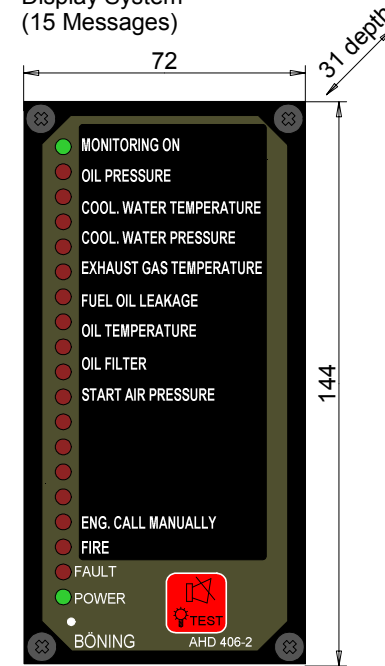 Display System
(15 Messages)
72
31 depth
MONITORING ON
OIL PRESSURE
COOL. WATER TEMPERATURE
COOL. WATER PRESSURE
EXHAUST GAS TEMPERATURE
FUEL OIL LEAKAGE
OIL TEMPERATURE
OIL FILTER
START AIR PRESSURE
144
ENG. CALL MANUALLY
FIRE
FAULT
POWER
TEST
BÖNING AHD 406-2